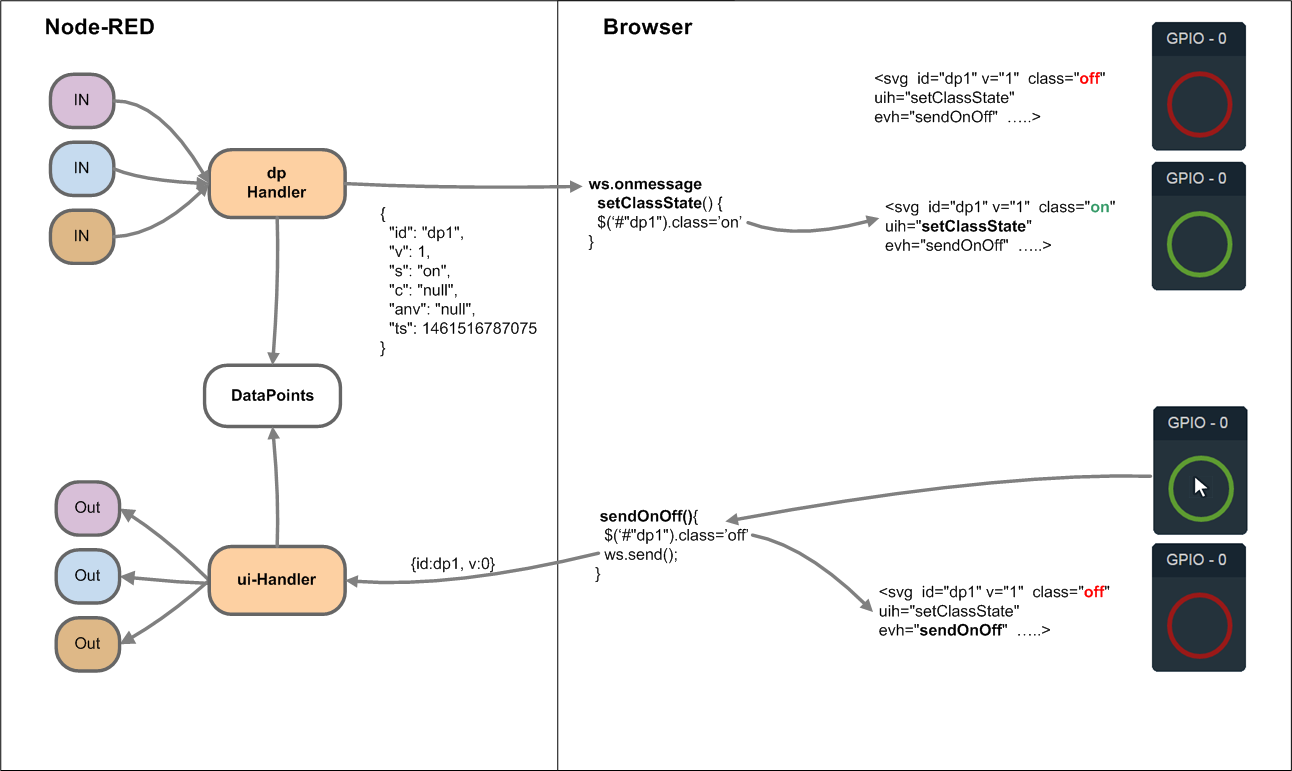 Node-RED
Browser
IN
IN
IN
dp
Handler
{
"id": "dp1",
"v": 1,
"s": "on",
"c": "null",
"anv": "null",
"ts": 1461516787075
}
DataPoints
Out
Out
Out
ui-Handler
{id:dp1, v:0}
ws.onmessage
setClassState() {
$('#"dp1").class='on'
}
<svg id="dp1" v="1" class="off"
uih="setClassState"
evh="sendOnOff" …..>
GPIO - 0
<svg id="dp1" v="1" class="on"
uih="setClassState"
evh="sendOnOff" …..>
GPIO - 0
sendOnOff(){
$('#"dp1").class='off'
ws.send();
}
GPIO - 0
<svg id="dp1" v="1" class="off"
uih="setClassState"
evh="sendOnOff" …..>
GPIO - 0